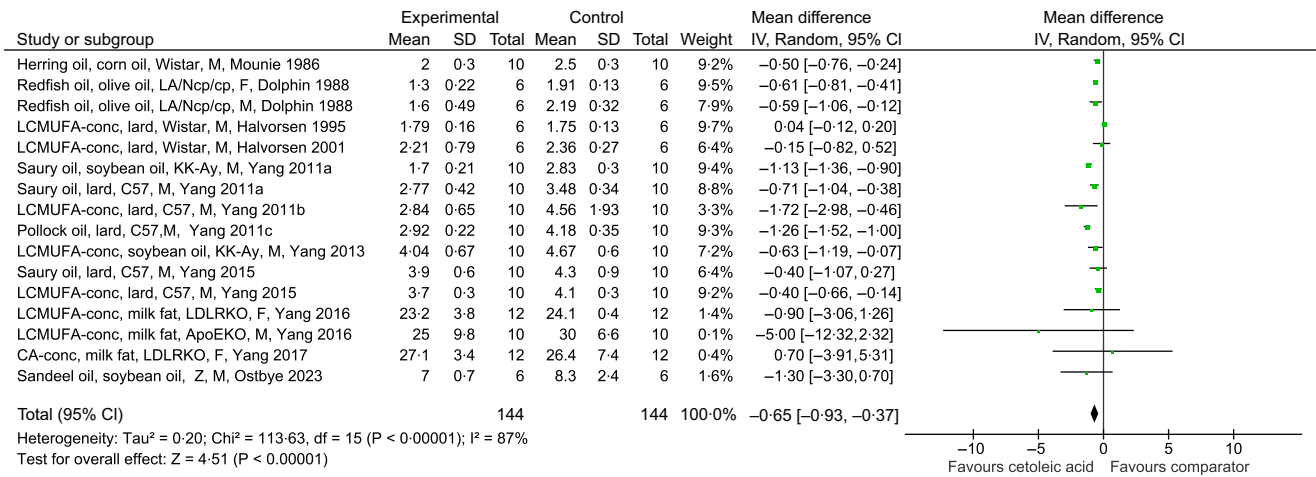 Experimental Control Mean difference Mean difference
Study or subgroup Mean SD Total Mean SD Total Weight IV, Random, 95% CI IV, Random, 95% CI
Herring oil, corn oil, Wistar, M, Mounie 1986 2 0·3 10 2·5 0·3 10 9·2% −0·50 [−0·76, −0·24]
Redfish oil, olive oil, LA/Ncp/cp, F, Dolphin 1988 1·3 0·22 6 1·91 0·13 6 9·5% −0·61 [−0·81, −0·41]
Redfish oil, olive oil, LA/Ncp/cp, M, Dolphin 1988 1·6 0·49 6 2·19 0·32 6 7·9% −0·59 [−1·06, −0·12]
LCMUFA-conc, lard, Wistar, M, Halvorsen 1995 1·79 0·16 6 1·75 0·13 6 9·7% 0·04 [−0·12, 0·20]
LCMUFA-conc, lard, Wistar, M, Halvorsen 2001 2·21 0·79 6 2·36 0·27 6 6·4% −0·15 [−0·82, 0·52]
Saury oil, soybean oil, KK-Ay, M, Yang 2011a 1·7 0·21 10 2·83 0·3 10 9·4% −1·13 [−1·36, −0·90]
Saury oil, lard, C57, M, Yang 2011a 2·77 0·42 10 3·48 0·34 10 8·8% −0·71 [−1·04, −0·38]
LCMUFA-conc, lard, C57, M, Yang 2011b 2·84 0·65 10 4·56 1·93 10 3·3% −1·72 [−2·98, −0·46]
Pollock oil, lard, C57,M, Yang 2011c 2·92 0·22 10 4·18 0·35 10 9·3% −1·26 [−1·52, −1·00]
LCMUFA-conc, soybean oil, KK-Ay, M, Yang 2013 4·04 0·67 10 4·67 0·6 10 7·2% −0·63 [−1·19, −0·07]
Saury oil, lard, C57, M, Yang 2015 3·9 0·6 10 4·3 0·9 10 6·4% −0·40 [−1·07, 0·27]
LCMUFA-conc, lard, C57, M, Yang 2015 3·7 0·3 10 4·1 0·3 10 9·2% −0·40 [−0·66, −0·14]
LCMUFA-conc, milk fat, LDLRKO, F, Yang 2016 23·2 3·8 12 24·1 0·4 12 1·4% −0·90 [−3·06,1·26]
LCMUFA-conc, milk fat, ApoEKO, M, Yang 2016 25 9·8 10 30 6·6 10 0·1% −5·00 [−12·32,2·32]
CA-conc, milk fat, LDLRKO, F, Yang 2017 27·1 3·4 12 26·4 7·4 12 0·4% 0·70 [−3·91,5·31]
Sandeel oil, soybean oil, Z, M, Ostbye 2023 7 0·7 6 8·3 2·4 6 1·6% −1·30 [−3·30,0·70]
Total (95% CI) 144 144 100·0% −0·65 [−0·93, −0·37]
Heterogeneity: Tau² = 0·20; Chi² = 113·63, df = 15 (P < 0·00001); I² = 87%
Test for overall effect: Z = 4·51 (P < 0.00001)
−10 −5 0 5 10
Favours cetoleic acid Favours comparator